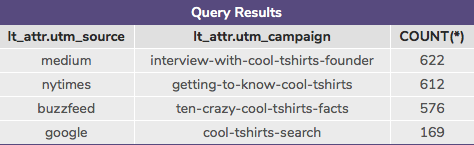 Query Results
lt_attr.utm_source lt_attr.utm_campaign COUNT(*)
medium interview-with-cool-tshirts-founder 622
nytimes getting-to-know-cool-tshirts 612
buzzfeed ten-crazy-cool-tshirts-facts 576
google cool-tshirts-search 169